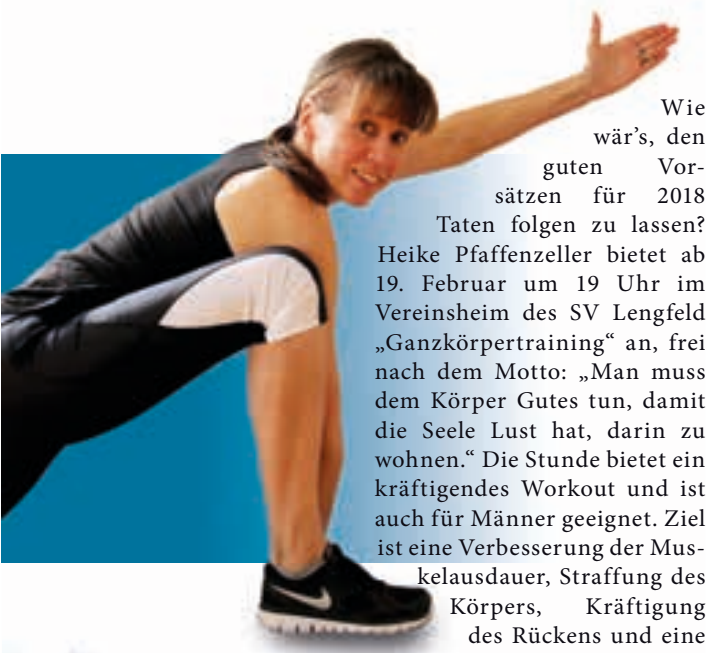 Wie
wär's, den
guten Vor-
sätzen für 2018
Taten folgen zu lassen?
Heike Pfaffenzeller bietet ab
19. Februar um 19 Uhr im
Vereinsheim des SV Lengfeld
„Ganzkörpertraining“ an, frei
nach dem Motto: „Man muss
dem Körper Gutes tun, damit
die Seele Lust hat, darin zu
wohnen.“ Die Stunde bietet ein
kräftigendes Workout und ist
auch für Männer geeignet. Ziel
ist eine Verbesserung der Mus-
kelausdauer, Straffung des
Körpers, Kräftigung
des Rückens und eine